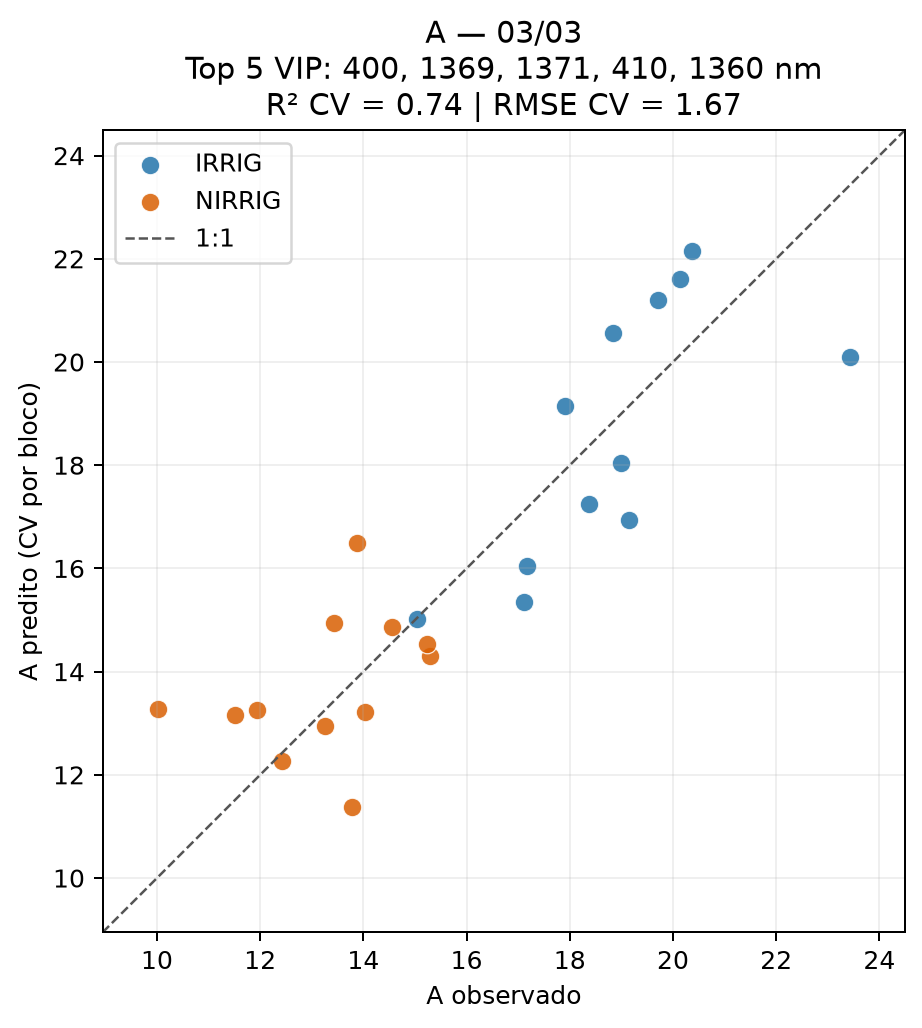 A — 03/03
Top 5 VIP: 400, 1369, 1371, 410, 1360 nm
R² CV = 0.74 | RMSE CV = 1.67
IRRIG
NIRRIG
1:1
24
22
20
18
16
14
12
10
A predito (CV por bloco)
10 12 14 16 18 20 22 24
A observado